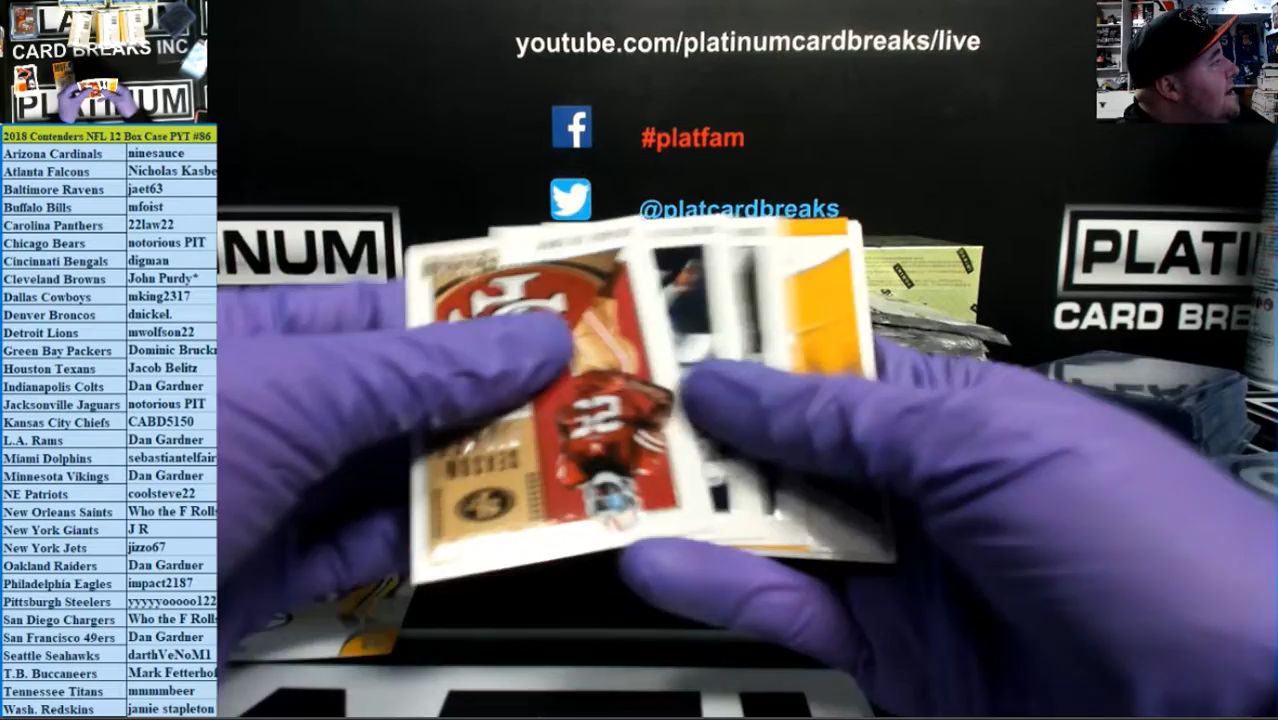 CARD BREAKS INC
PLATINUM
2018 Contenders NFL 12 Box Case PYT #86
Arizona Cardinals ninesauce
Atlanta Falcons Nicholas Kasbe
Baltimore Ravens jaet63
Buffalo Bills mfoist
Carolina Panthers 22law22
Chicago Bears notorious PIT
Cincinnati Bengals digman
Cleveland Browns John Purdy*
Dallas Cowboys mking2317
Denver Broncos dnickel.
Detroit Lions mwolfson22
Green Bay Packers Dominic Bruckn
Houston Texans Jacob Belitz
Indianapolis Colts Dan Gardner
Jacksonville Jaguars notorious PIT
Kansas City Chiefs CABD5150
L.A. Rams Dan Gardner
Miami Dolphins sebastiantelfair
Minnesota Vikings Dan Gardner
NE Patriots coolsteve22
New Orleans Saints Who the F Rolls
New York Giants J R
New York Jets jizzo67
Oakland Raiders Dan Gardner
Philadelphia Eagles impact2187
Pittsburgh Steelers yyyyyooooo122
San Diego Chargers Who the F Rolls
San Francisco 49ers Dan Gardner
Seattle Seahawks darthVeNoM1
T.B. Buccaneers Mark Fetterhof
Tennessee Titans mmmmbeer
Wash. Redskins jamie stapleton
youtube.com/platinumcardbreaks/live
#platfam
@platcardbreaks
NUM
PLATI
CARD BRE
SEASON